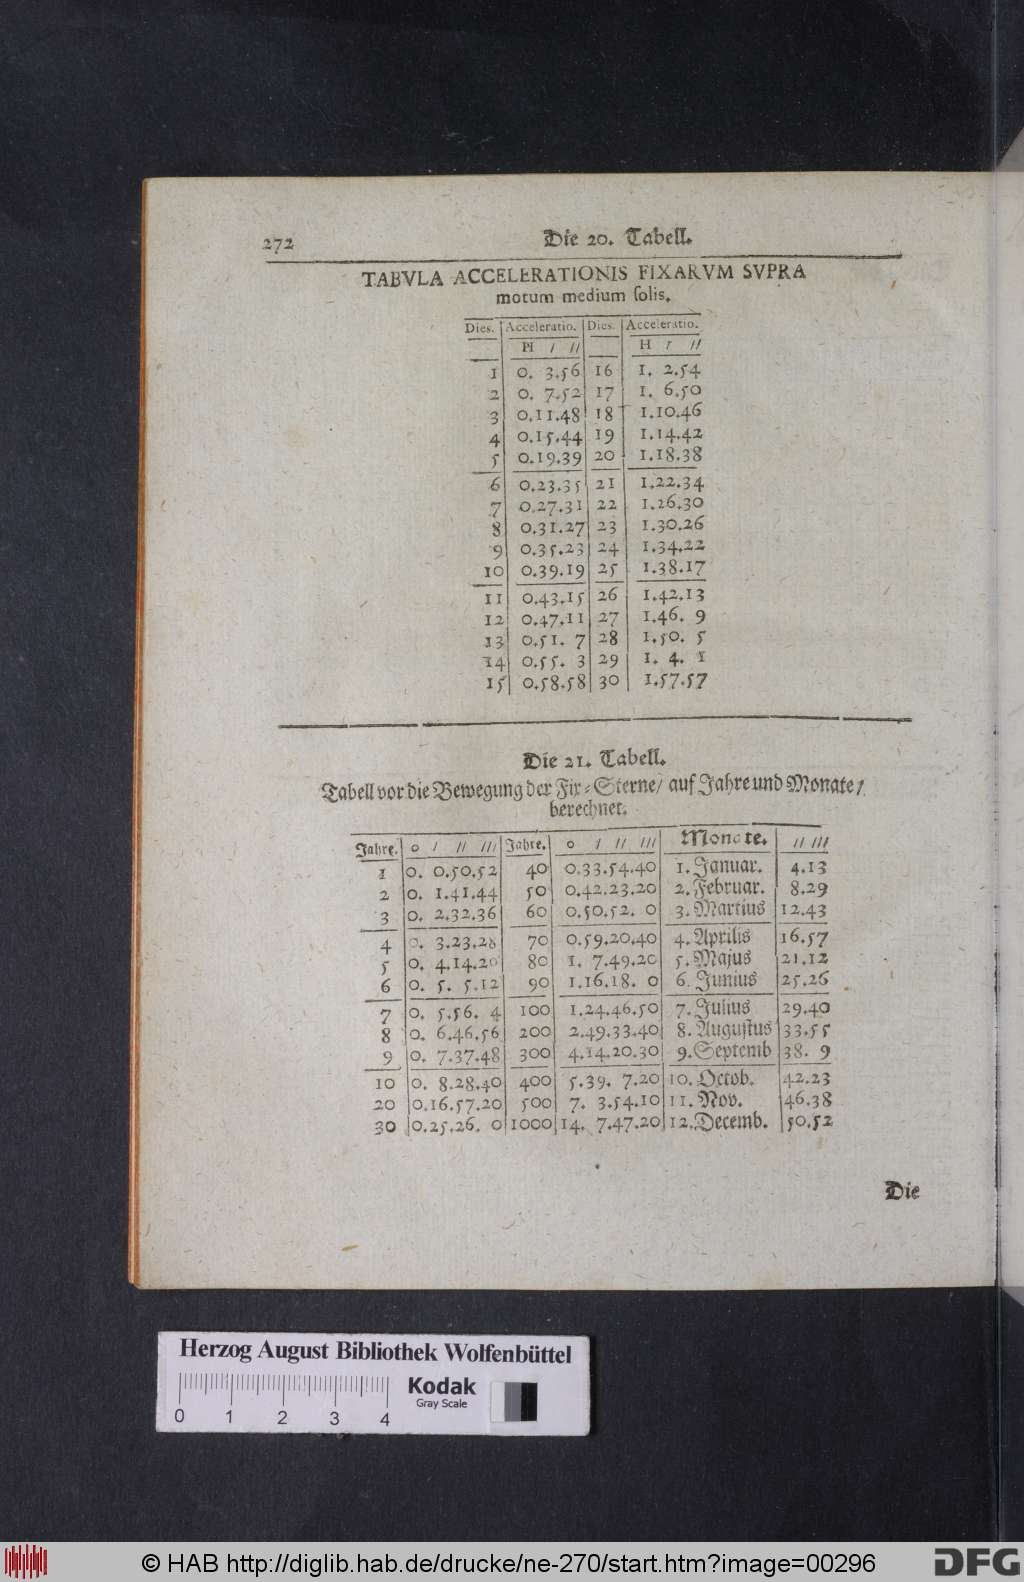 272 Die 20. Tabell.
TABVLA ACCELERATIONIS FIXARVM SVPRA
motum medium ſolis.
Dies. Acceleratio. Dies. Acceleratio.
H / // H / //
1 0. 3.56 16 1. 2.54
2 0. 7.52 17 1. 6.50
3 0.11.48 18 1.10.46
4 0.15.44 19 1.14.42
5 0.19.39 20 1.18.38
6 0.23.35 21 1.22.34
7 0.27.31 22 1.26.30
8 0.31.27 23 1.30.26
9 0.35.23 24 1.34.22
10 0.39.19 25 1.38.17
11 0.43.15 26 1.42.13
12 0.47.11 27 1.46. 9
13 0.51. 7 28 1.50. 5
14 0.55. 3 29 1. 4. 1
15 0.58.58 30 1.57.57
Die 21. Tabell.
Tabell vor die Bewegung der Fix-Sterne/ auf Jahre und Monate/
berechnet.
Jahre. 0 / // /// Jahre. 0 / // /// Monate. // ///
1 0. 0.50.52 40 0.33.54.40 1. Januar. 4.13
2 0. 1.41.44 50 0.42.23.20 2. Februar. 8.29
3 0. 2.32.36 60 0.50.52. 0 3. Martius 12.43
4 0. 3.23.28 70 0.59.20.40 4. Aprilis 16.57
5 0. 4.14.20 80 1. 7.49.20 5. Majus 21.12
6 0. 5. 5.12 90 1.16.18. 0 6. Junius 25.26
7 0. 5.56. 4 100 1.24.46.50 7. Julius 29.40
8 0. 6.46.56 200 2.49.33.40 8. Auguſtus 33.55
9 0. 7.37.48 300 4.14.20.30 9. Septemb 38. 9
10 0. 8.28.40 400 5.39. 7.20 10. Octob. 42.23
20 0.16.57.20 500 7. 3.54.10 11. Nov. 46.38
30 0.25.26. 0 1000 14. 7.47.20 12. Decemb. 50.52
Die
Herzog August Bibliothek Wolfenbüttel
Kodak
Gray Scale
0 1 2 3 4
© HAB http://diglib.hab.de/drucke/ne-270/start.htm?image=00296
DFG